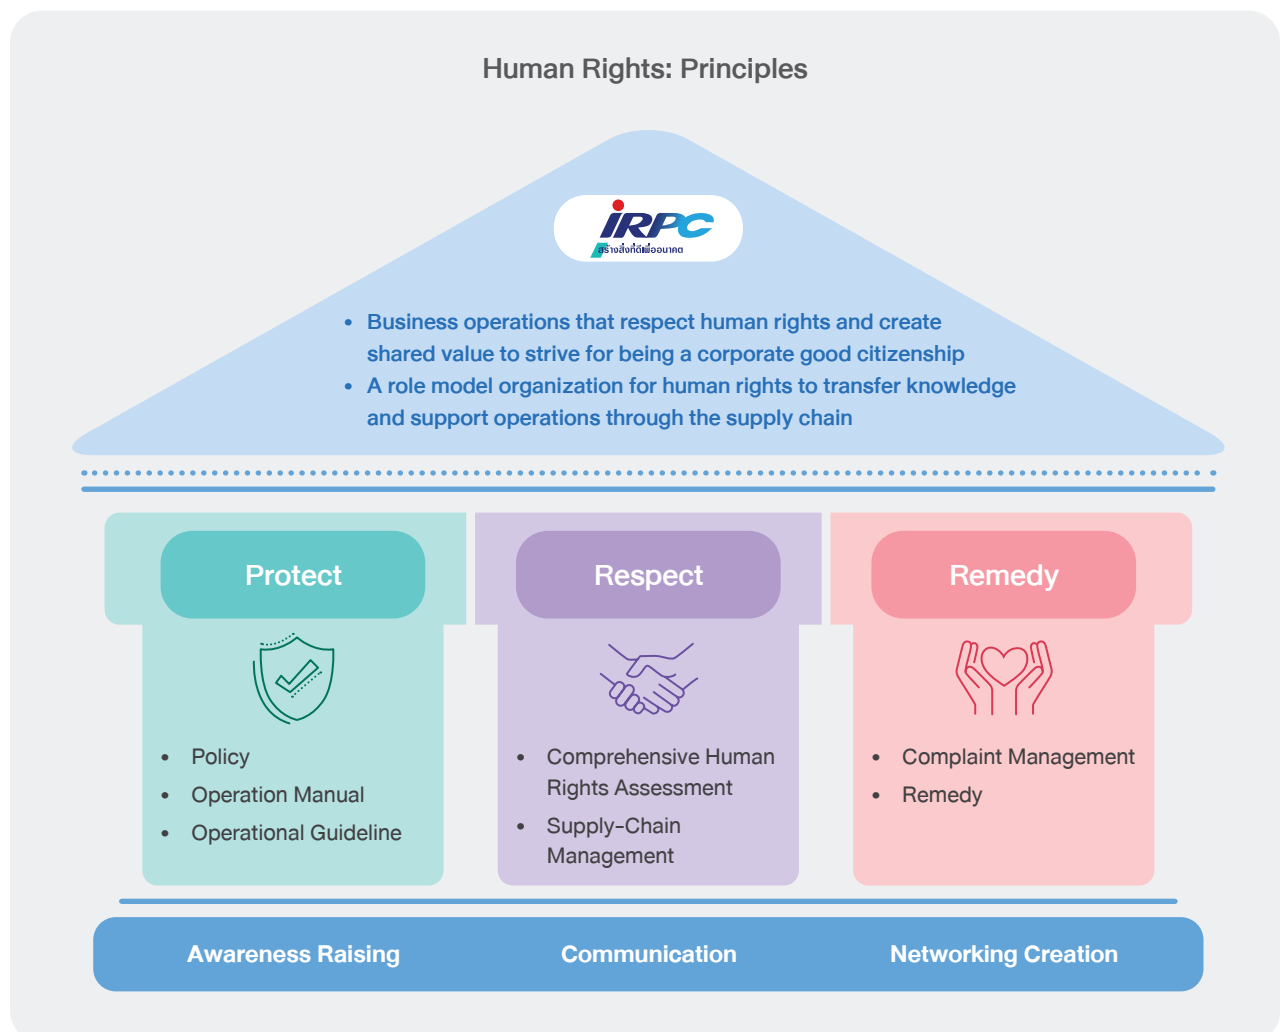 Human Rights: Principles
iRPC
สร้างสิ่งที่ดีเพื่ออนาคต
• Business operations that respect human rights and create
shared value to strive for being a corporate good citizenship
• A role model organization for human rights to transfer knowledge
and support operations through the supply chain
Protect
• Policy
• Operation Manual
• Operational Guideline
Respect
• Comprehensive Human
Rights Assessment
• Supply-Chain
Management
Remedy
• Complaint Management
• Remedy
Awareness Raising
Communication
Networking Creation